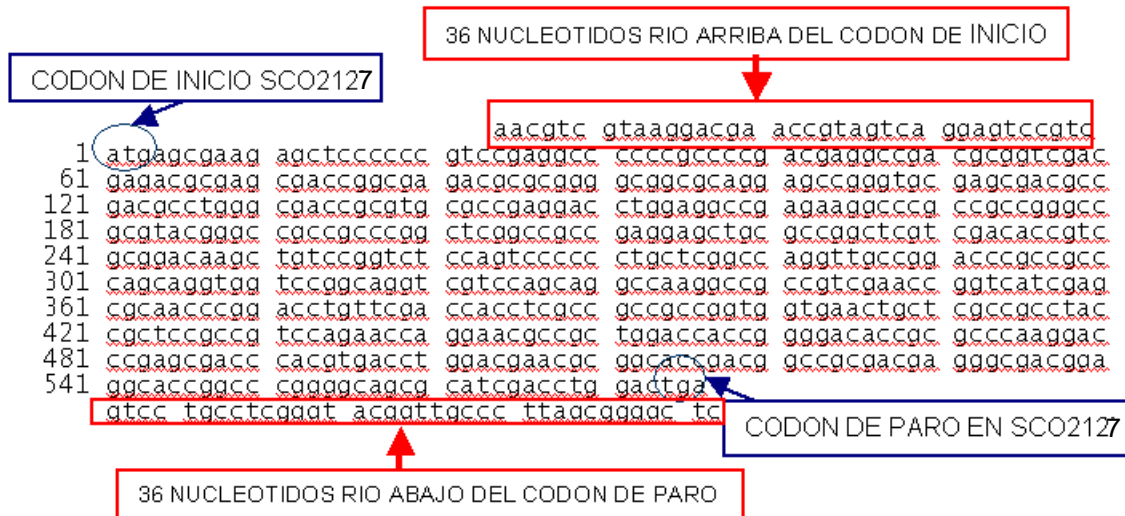 36 NUCLEOTIDOS RIO ARRIBA DEL CODON DE INICIO
CODON DE INICIO SCO2127
aacgtc gtaaggacga accgtagtca ggagtccgtc
1 atgagcgaag agctcccccc gtccgaggcc ccccgccccg acgaggccga cgcggtcgac
61 gagacgcgag cgaccggcga gacgcgcggg gcggcgcagg agccgggtgc gagcgacgcc
121 gacgcctggg cgaccgcgtg cgccgaggac ctggaggccg agaaggcccg ccgccgggcc
181 gcgtacgggc cgccgcccgg ctcggccgcc gaggagctgc gccggctcgt cgacaccgtc
241 gcggacaagc tgtccggtct ccagtccccc ctgctcggcc aggttgccgg acccgccgcc
301 cagcaggtgg tccggcaggt cgtccagcag gccaaggccg ccgtcgaacc ggtcatcgag
361 cgcaacccgg acctgttcga ccacctcgcc gccgccggtg gtgaactgct cgccgcctac
421 cgctccgccg tccagaacca ggaacgccgc tggaccaccg gggacaccgc gcccaaggac
481 ccgagcgacc cacgtgacct ggacgaacgc ggcacggacg gccgcgacga gggcgacgga
541 ggcaccggcc cggggcagcg catcgacctg gactga
gtcc tgcctcgggt acggttgccc ttagcggggc tc
CODON DE PARO EN SCO2127
36 NUCLEOTIDOS RIO ABAJO DEL CODON DE PARO